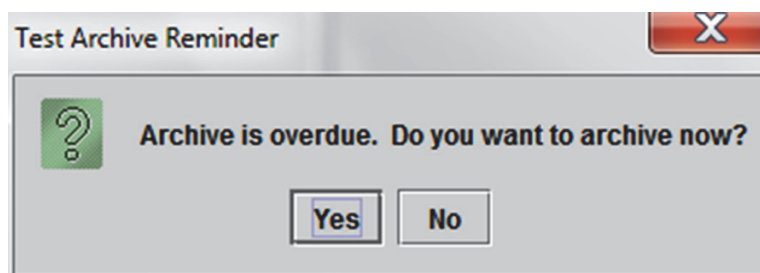 Test Archive Reminder
Archive is overdue. Do you want to archive now?
Yes No